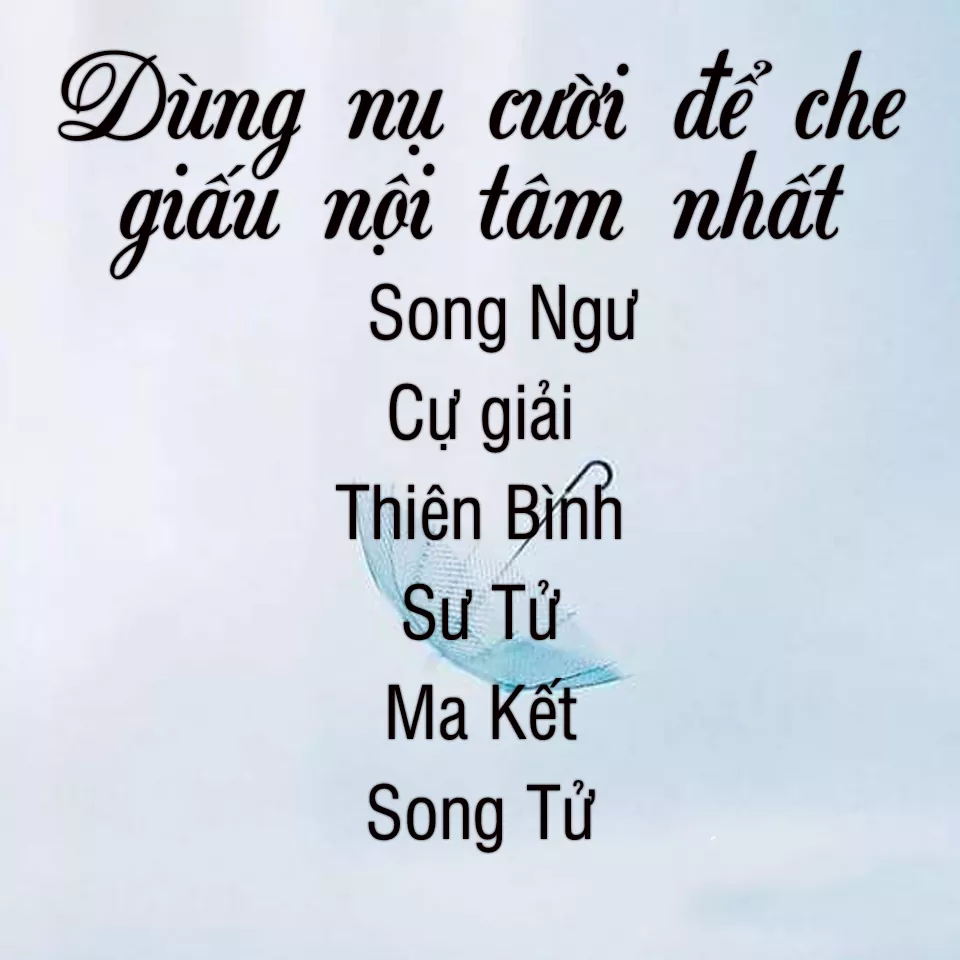 Dùng nụ cười để che
giấu nội tâm nhất
Song Ngư
Cự giải
Thiên Bình
Sư Tử
Ma Kết
Song Tử